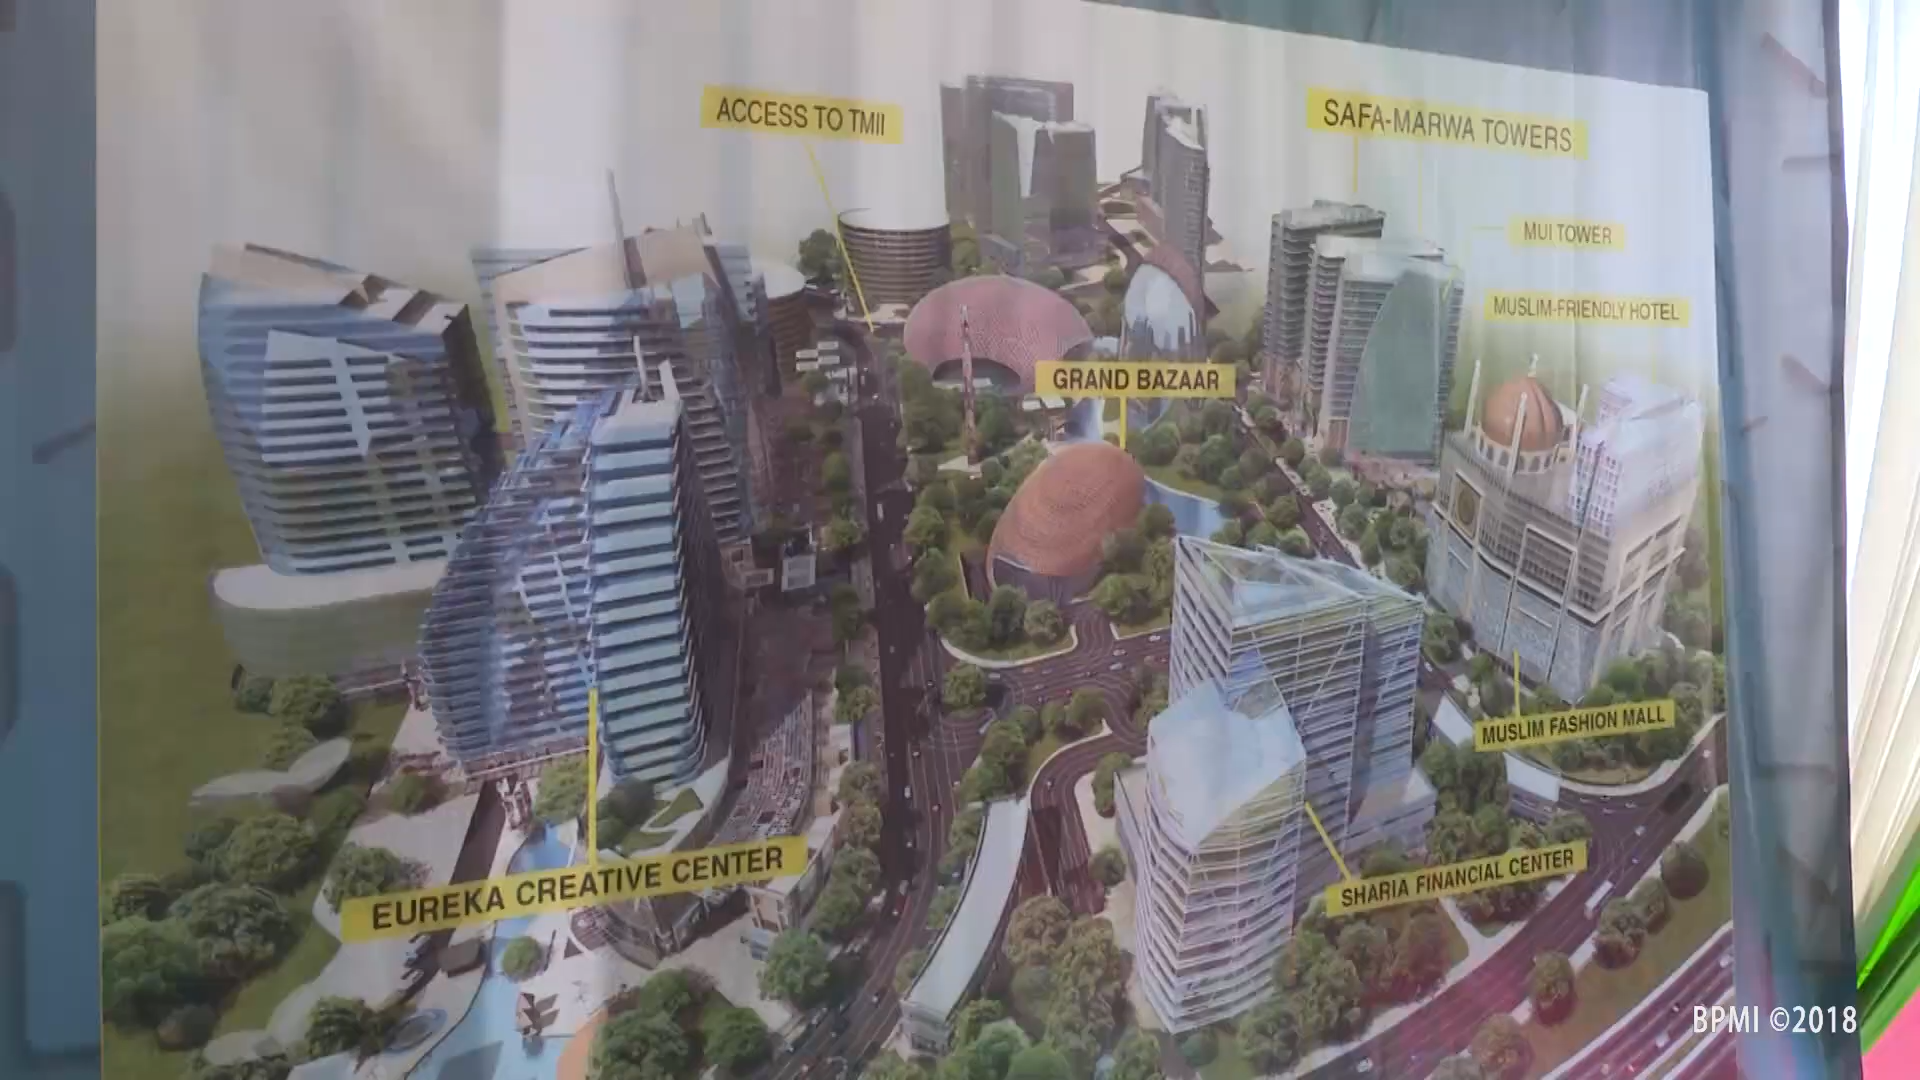 ACCESS TO TMII
SAFA-MARWA TOWERS
MUI TOWER
MUSLIM-FRIENDLY HOTEL
GRAND BAZAAR
MUSLIM FASHION MALL
SHARIA FINANCIAL CENTER
EUREKA CREATIVE CENTER
BPMI ©2018